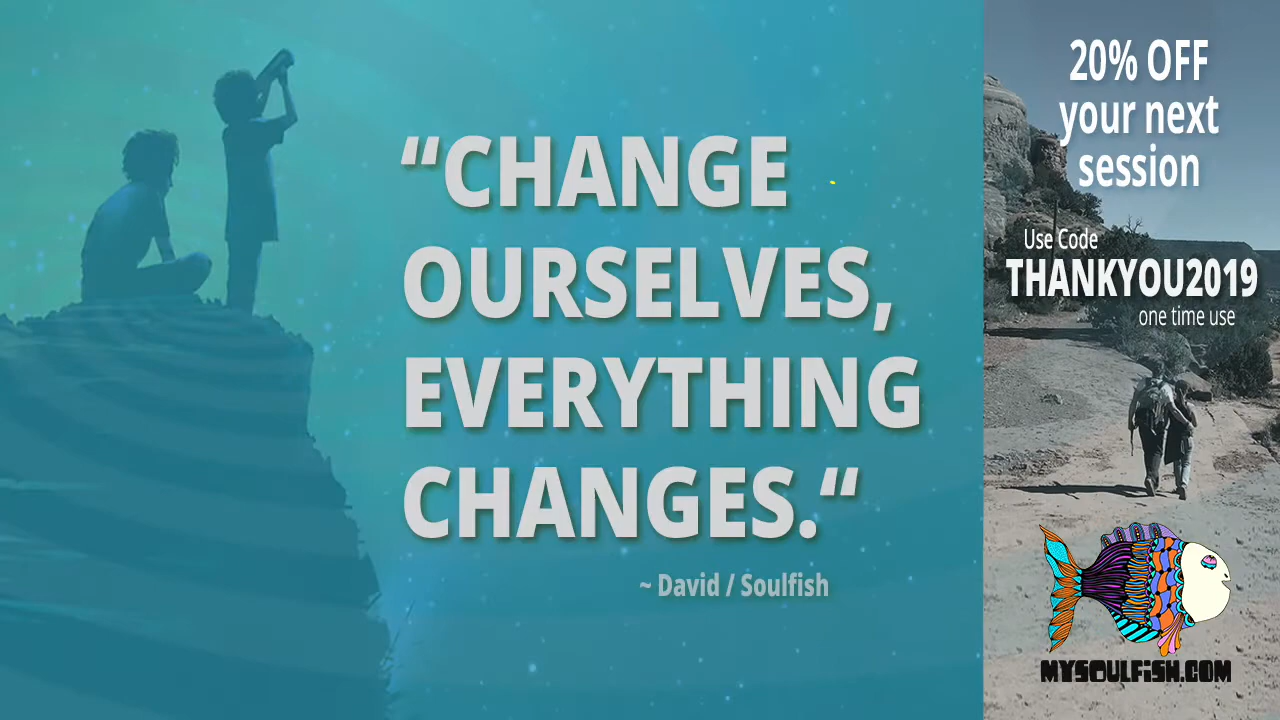 “CHANGE
OURSELVES,
EVERYTHING
CHANGES.“
~ David / Soulfish
20% OFF
your next
session
Use Code
THANKYOU2019
one time use
MYSOULFISH.COM